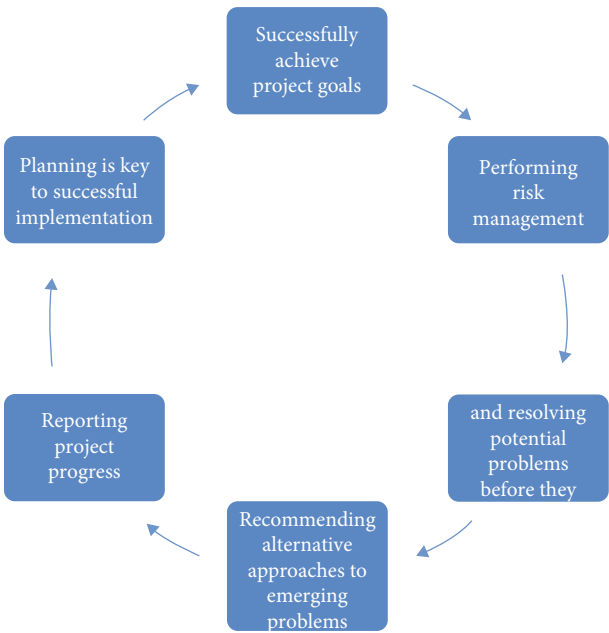 Successfully
achieve
project goals
Performing
risk
management
and resolving
potential
problems
before they
Recommending
alternative
approaches to
emerging
problems
Reporting
project
progress
Planning is key
to successful
implementation